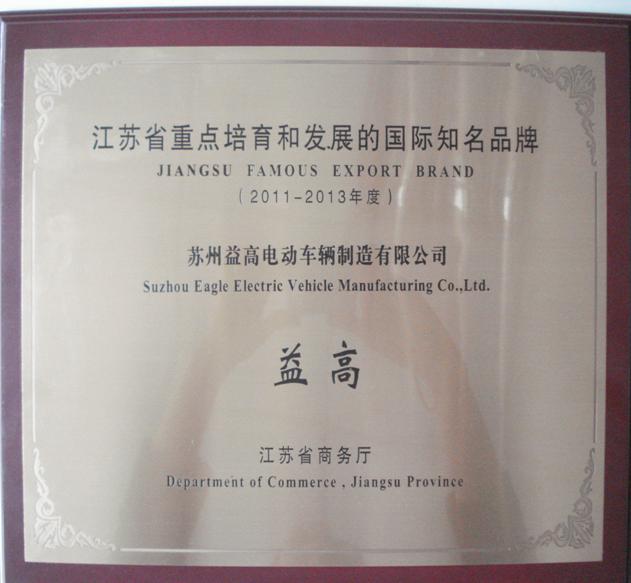 江苏省重点培育和发展的国际知名品牌
JIANGSU FAMOUS EXPORT BRAND
（2011-2013年度）
苏州益高电动车辆制造有限公司
Suzhou Eagle Electric Vehicle Manufacturing Co.,Ltd.
益高
江苏省商务厅
Department of Commerce , Jiangsu Province